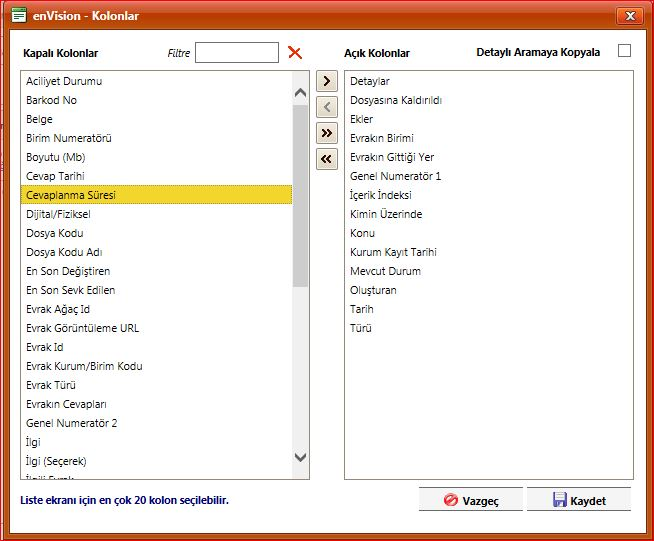 enVision - Kolonlar
Kapalı Kolonlar
Filtre
Açık Kolonlar
Detaylı Aramaya Kopyala
Aciliyet Durumu
Barkod No
Belge
Birim Numeratörü
Boyutu (Mb)
Cevap Tarihi
Cevaplanma Süresi
Dijital/Fiziksel
Dosya Kodu
Dosya Kodu Adı
En Son Değiştiren
En Son Sevk Edilen
Evrak Ağaç Id
Evrak Görüntüleme URL
Evrak Id
Evrak Kurum/Birim Kodu
Evrak Türü
Evrakın Cevapları
Genel Numeratör 2
İlgi
İlgi (Seçerek)
İlgili Evrak
Detaylar
Dosyasına Kaldırıldı
Ekler
Evrakın Birimi
Evrakın Gittiği Yer
Genel Numeratör 1
İçerik İndeksi
Kimin Üzerinde
Konu
Kurum Kayıt Tarihi
Mevcut Durum
Oluşturan
Tarih
Türü
Liste ekranı için en çok 20 kolon seçilebilir.
Vazgeç
Kaydet